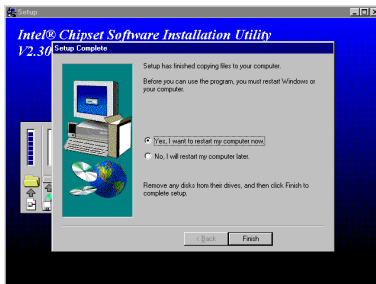 Setup
Intel® Chipset Software Installation Utility
V2.30
Setup Complete
Setup has finished copying files to your computer.
Before you can use the program, you must restart Windows or
your computer.
Yes, I want to restart my computer now.
No, I will restart my computer later.
Remove any disks from their drives, and then click Finish to
complete setup.
< Back
Finish